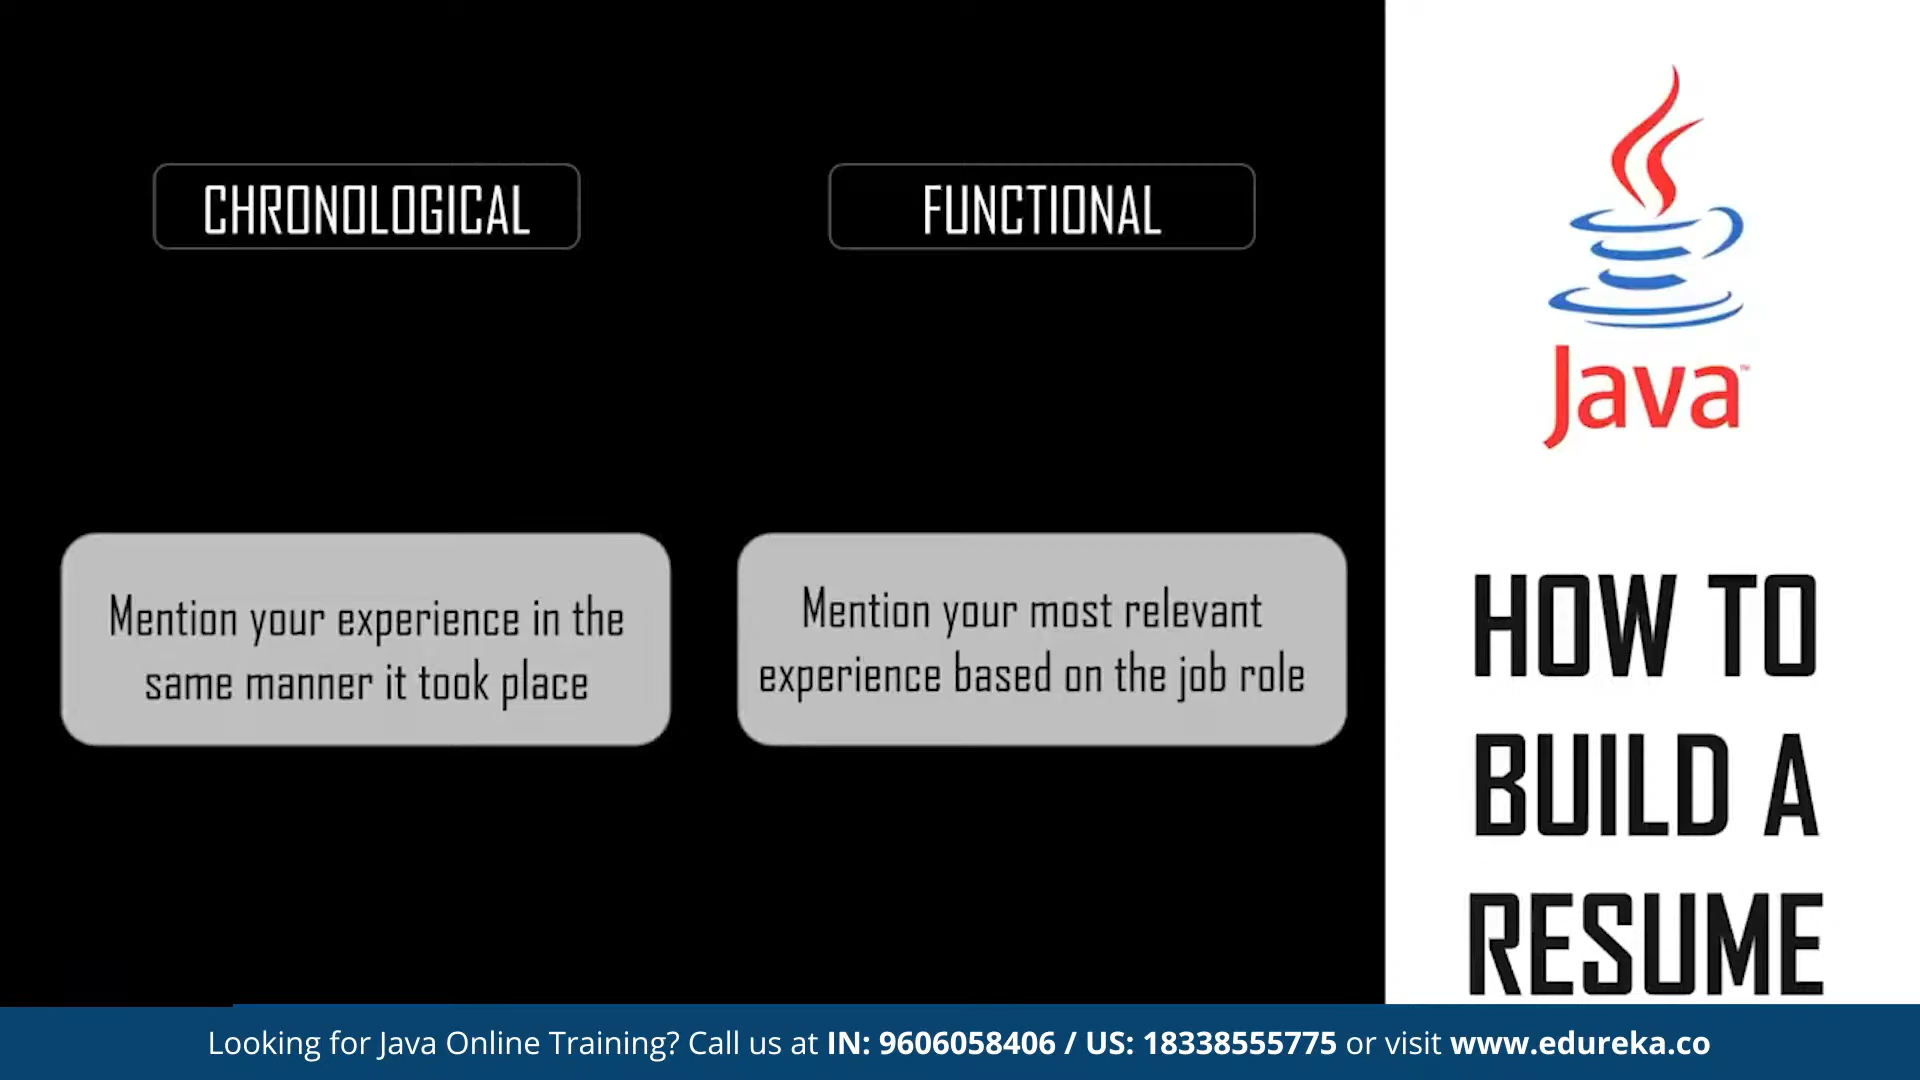 CHRONOLOGICAL
Mention your experience in the
same manner it took place
FUNCTIONAL
Mention your most relevant
experience based on the job role
Java™
HOW TO
BUILD A
RESUME
Looking for Java Online Training? Call us at IN: 9606058406 / US: 18338555775 or visit www.edureka.co